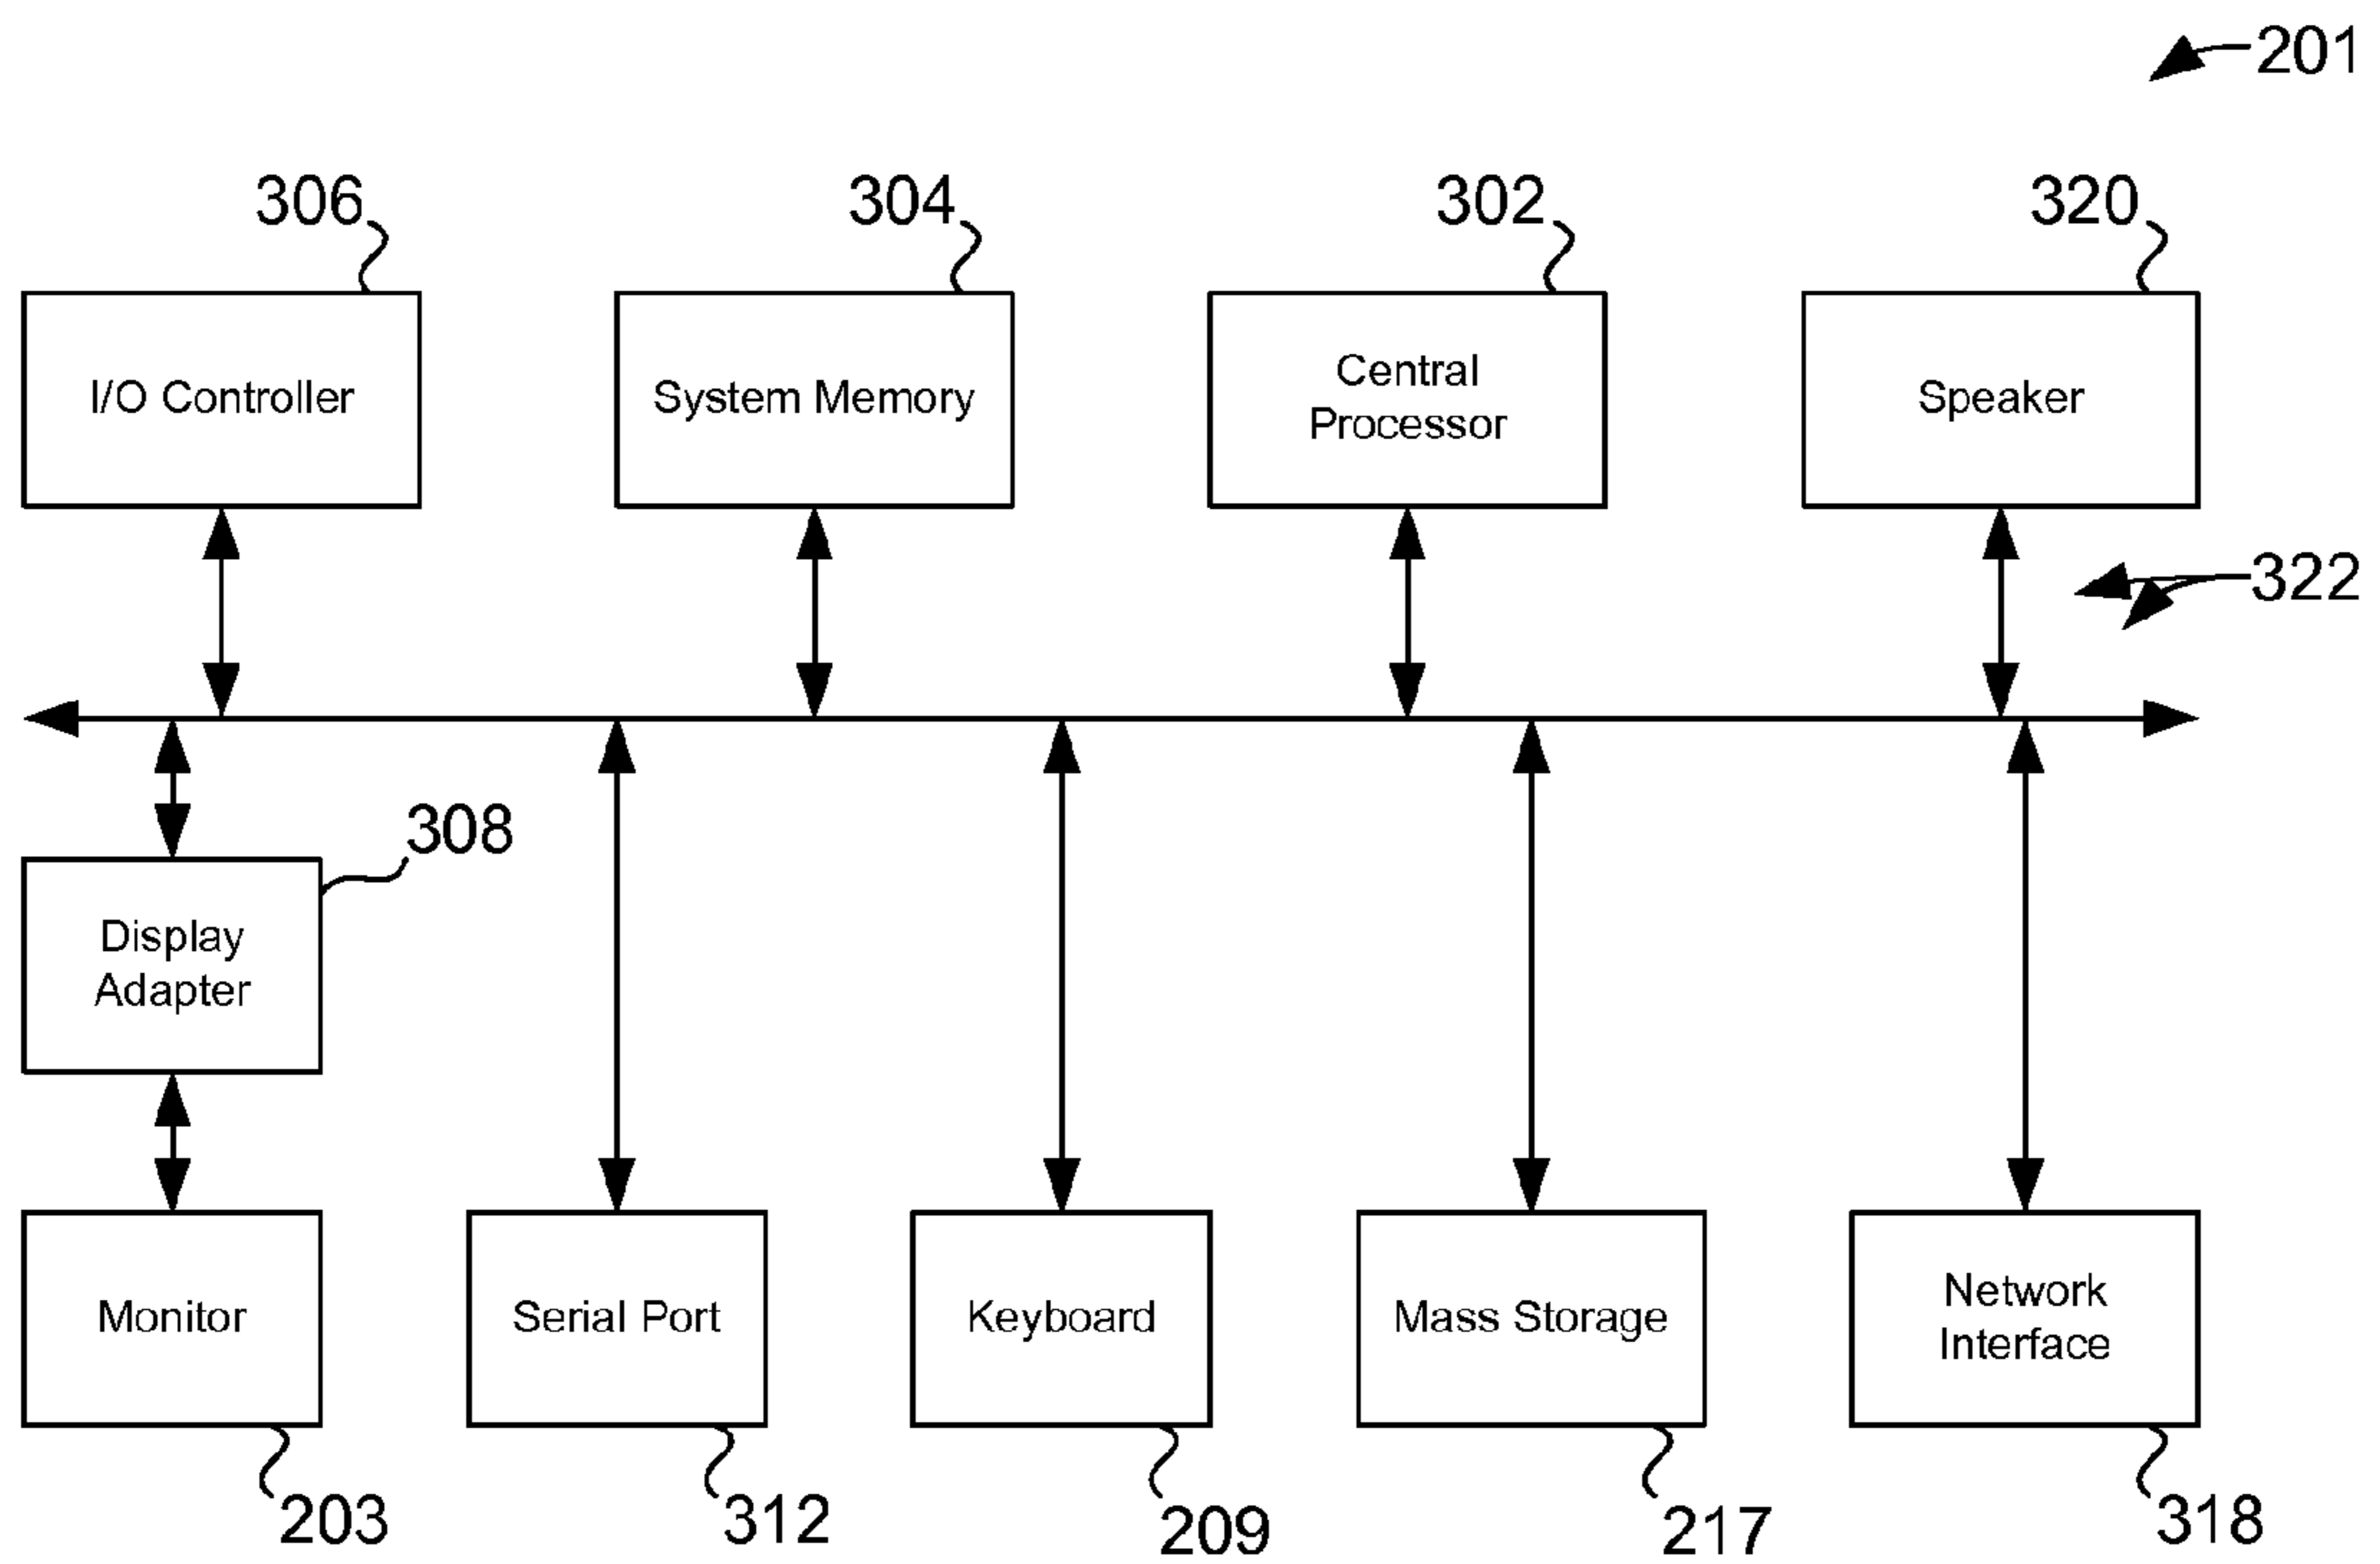 201
306
304
302
320
I/O Controller
System Memory
Central
Processor
Speaker
322
308
Display
Adapter
Monitor
Serial Port
Keyboard
Mass Storage
Network
Interface
203
312
209
217
318